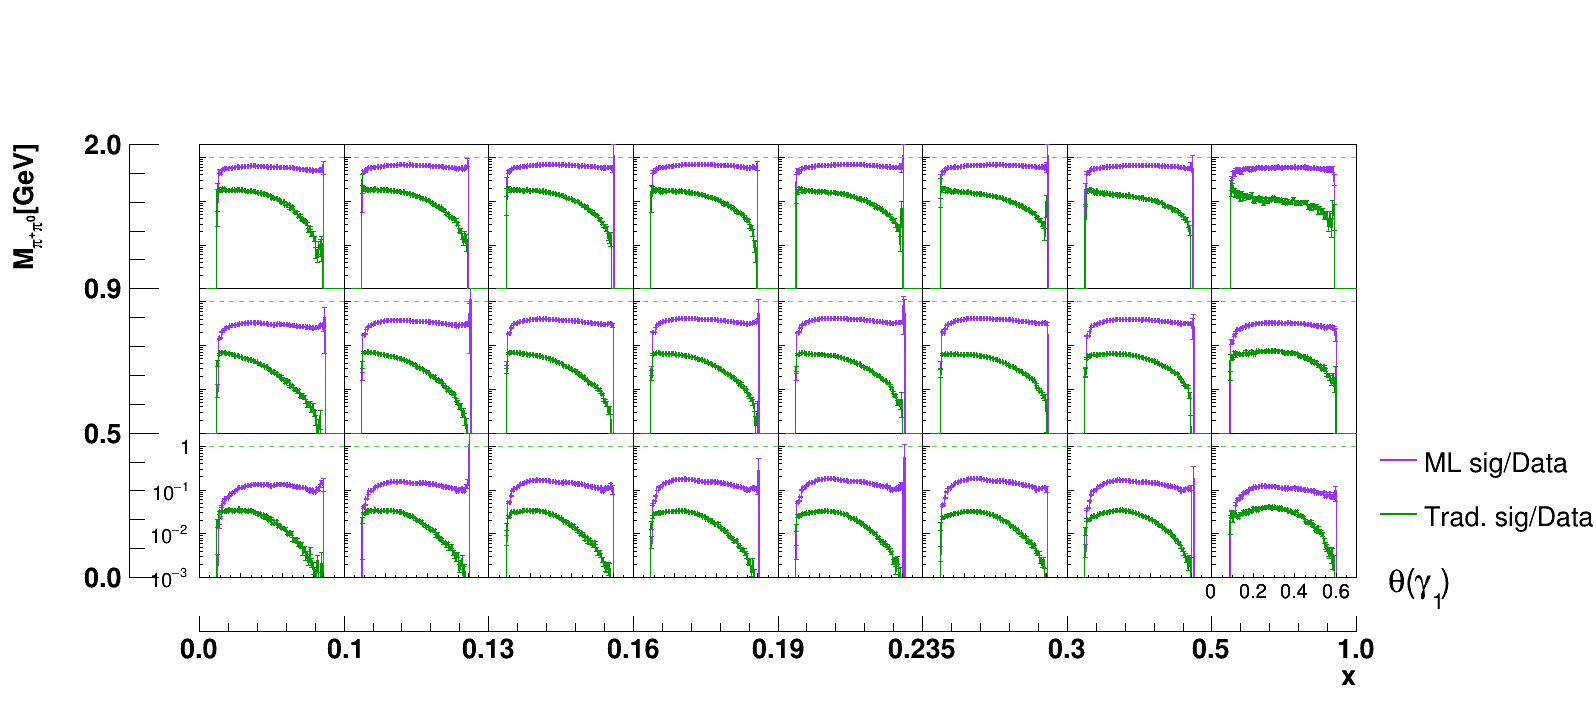 M π⁺π⁰ [GeV]
2.0
0.9
0.5
0.0
1
10⁻¹
10⁻²
10⁻³
ML sig/Data
Trad. sig/Data
0 0.2 0.4 0.6
θ(γ₁)
0.0 0.1 0.13 0.16 0.19 0.235 0.3 0.5 1.0
x